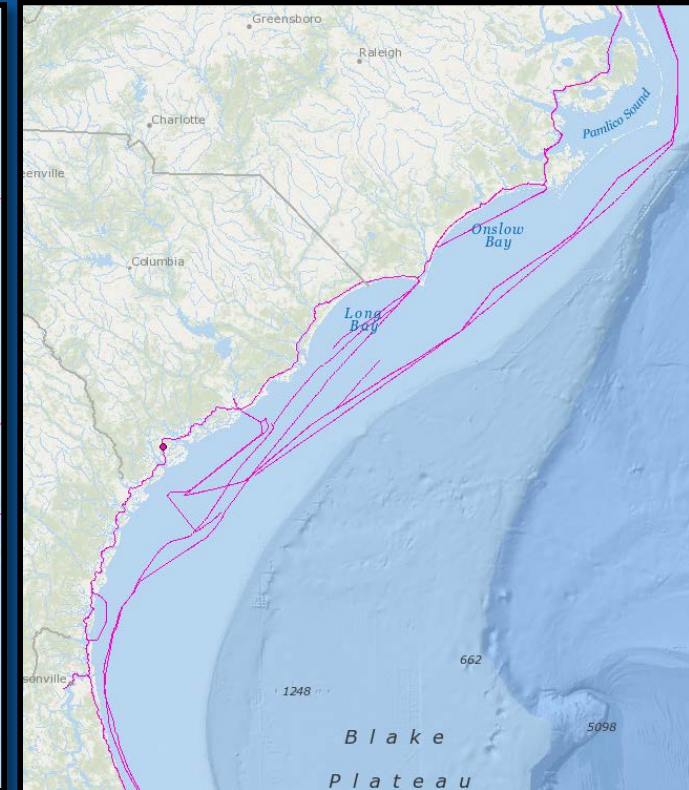 Greensboro
Raleigh
Charlotte
Pamlico Sound
eenville
Onslow
Bay
Columbia
Long
Bay
662
sonville
1248
5098
Blake
Plateau